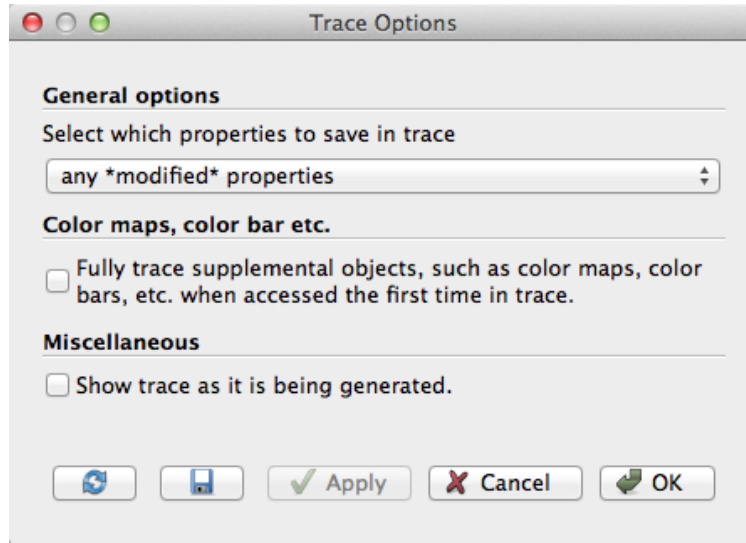 Trace Options
General options
Select which properties to save in trace
any *modified* properties
Color maps, color bar etc.
Fully trace supplemental objects, such as color maps, color
bars, etc. when accessed the first time in trace.
Miscellaneous
Show trace as it is being generated.
Apply Cancel OK